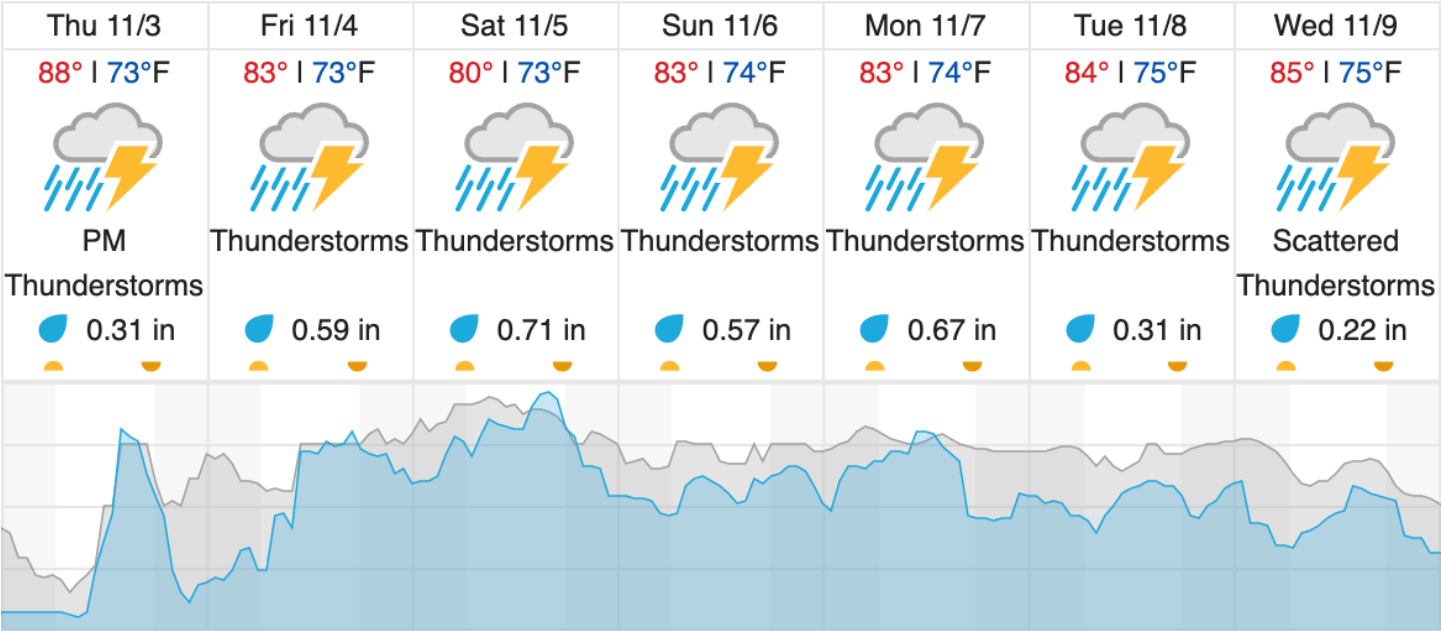 Thu 11/3
88° | 73°F
PM
Thunderstorms
0.31 in
Fri 11/4
83° | 73°F
Thunderstorms
0.59 in
Sat 11/5
80° | 73°F
Thunderstorms
0.71 in
Sun 11/6
83° | 74°F
Thunderstorms
0.57 in
Mon 11/7
83° | 74°F
Thunderstorms
0.67 in
Tue 11/8
84° | 75°F
Thunderstorms
0.31 in
Wed 11/9
85° | 75°F
Scattered
Thunderstorms
0.22 in